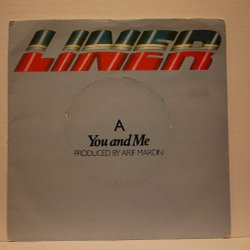 LINER
A
You and Me
PRODUCED BY ARIF MARDIN